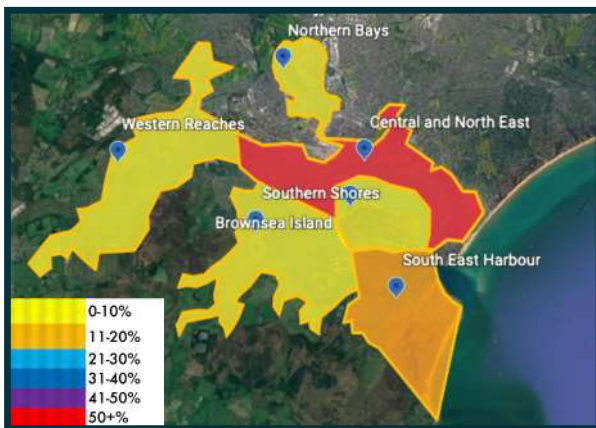 Northern Bays
Western Reaches
Central and North East
Southern Shores
Brownsea Island
South East Harbour
0-10%
11-20%
21-30%
31-40%
41-50%
50+%